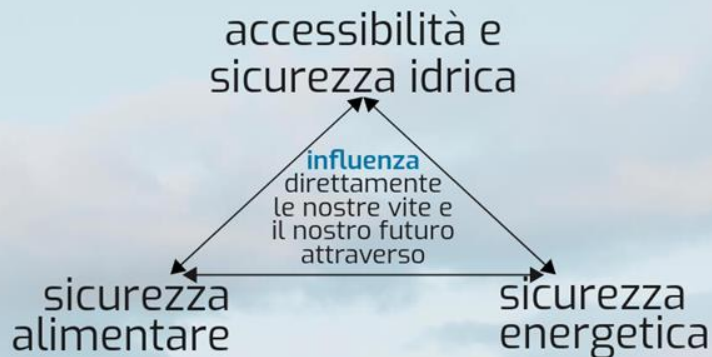 accessibilità e
sicurezza idrica
influenza
direttamente
le nostre vite e
il nostro futuro
attraverso
sicurezza
alimentare
sicurezza
energetica